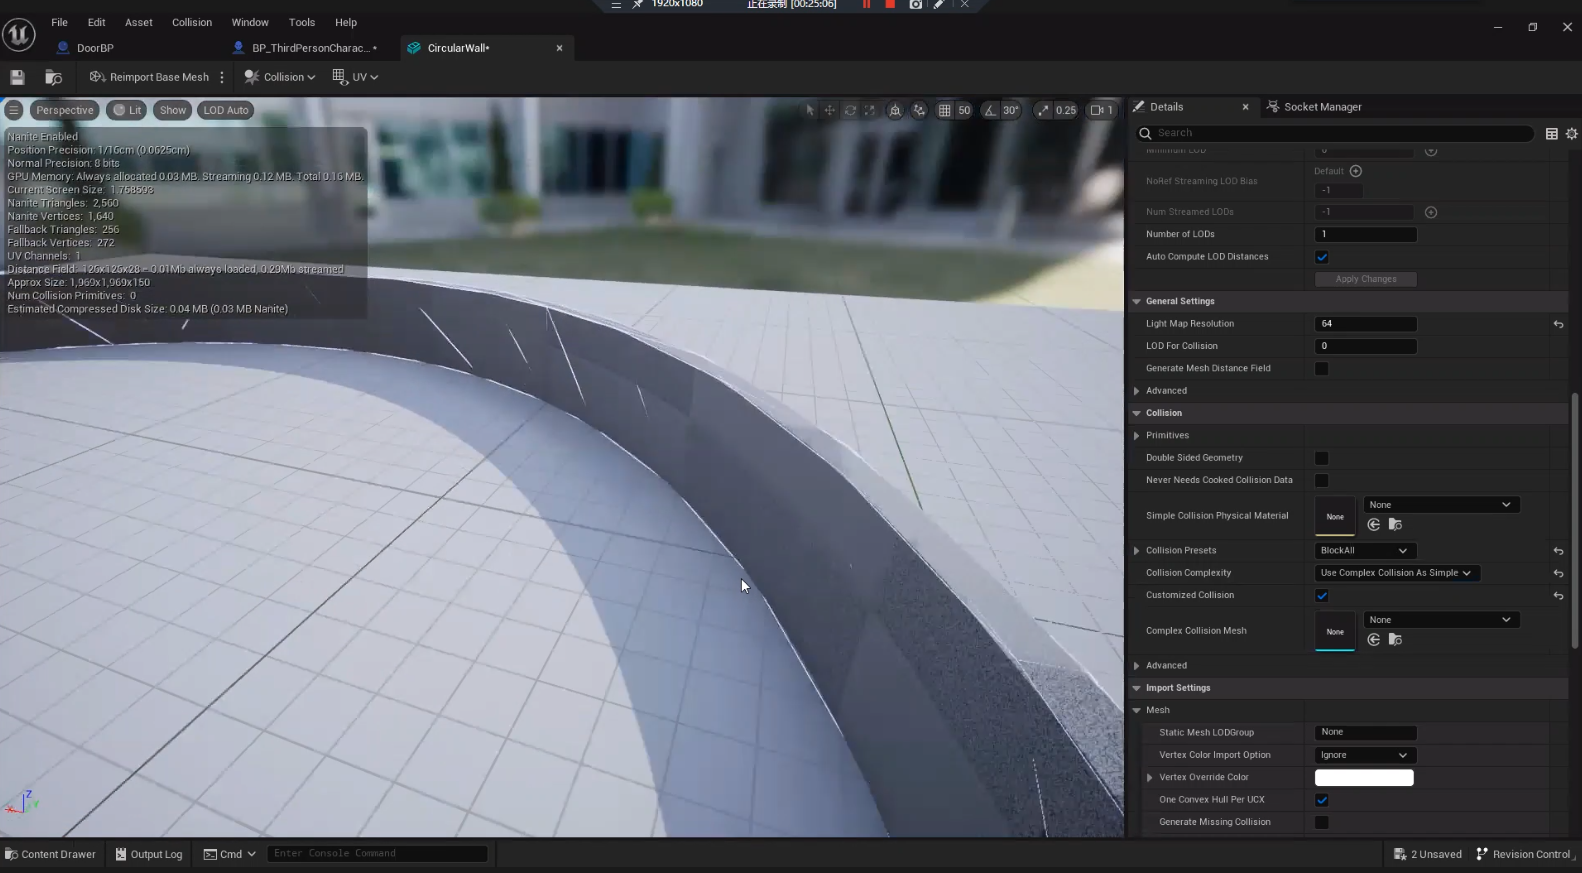 1920x1080 正在录制 [00:25:06]
File Edit Asset Collision Window Tools Help
DoorBP BP_ThirdPersonCharac...* CircularWall*
Reimport Base Mesh Collision UV
Perspective Lit Show LOD Auto 50 30° 0.25 1
Nanite Enabled
Position Precision: 1/16cm (0.0625cm)
Normal Precision: 8 bits
GPU Memory: Always allocated 0.03 MB. Streaming 0.12 MB. Total 0.16 MB.
Current Screen Size: 1.768593
Nanite Triangles: 2,560
Nanite Vertices: 1,640
Fallback Triangles: 256
Fallback Vertices: 272
UV Channels: 1
Distance Field: 126x126x28 = 0.01Mb always loaded, 0.29Mb streamed
Approx Size: 1,969x1,969x150
Num Collision Primitives: 0
Estimated Compressed Disk Size: 0.04 MB (0.03 MB Nanite)
Z
X
Y
Details Socket Manager
Search
Minimum LOD 0
Default
NoRef Streaming LOD Bias
-1
Num Streamed LODs -1
Number of LODs 1
Auto Compute LOD Distances
Apply Changes
General Settings
Light Map Resolution 64
LOD For Collision 0
Generate Mesh Distance Field
Advanced
Collision
Primitives
Double Sided Geometry
Never Needs Cooked Collision Data
Simple Collision Physical Material None None
Collision Presets BlockAll
Collision Complexity Use Complex Collision As Simple
Customized Collision
Complex Collision Mesh None None
Advanced
Import Settings
Mesh
Static Mesh LODGroup None
Vertex Color Import Option Ignore
Vertex Override Color
One Convex Hull Per UCX
Generate Missing Collision
Content Drawer Output Log Cmd Enter Console Command 2 Unsaved Revision Control